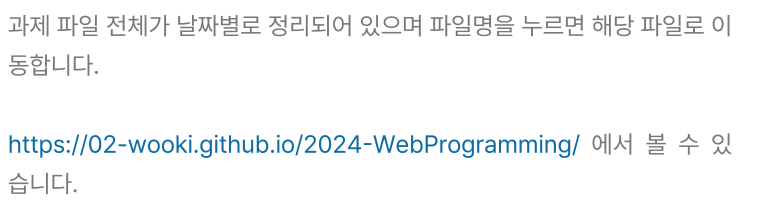 과제 파일 전체가 날짜별로 정리되어 있으며 파일명을 누르면 해당 파일로 이
동합니다.
https://02-wooki.github.io/2024-WebProgramming/ 에서 볼 수 있
습니다.